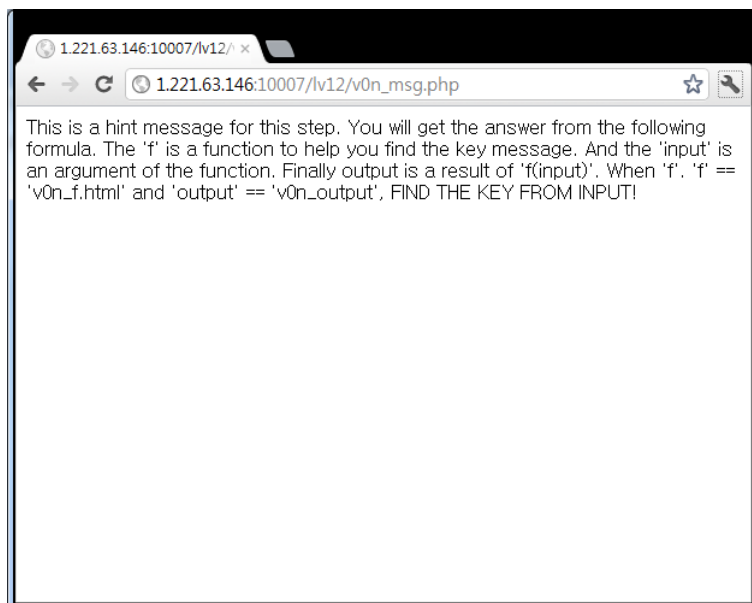 1.221.63.146:10007/lv12/
1.221.63.146:10007/lv12/v0n_msg.php
This is a hint message for this step. You will get the answer from the following
formula. The 'f' is a function to help you find the key message. And the 'input' is
an argument of the function. Finally output is a result of 'f(input)'. When 'f'. 'f' ==
'v0n_f.html' and 'output' == 'v0n_output', FIND THE KEY FROM INPUT!